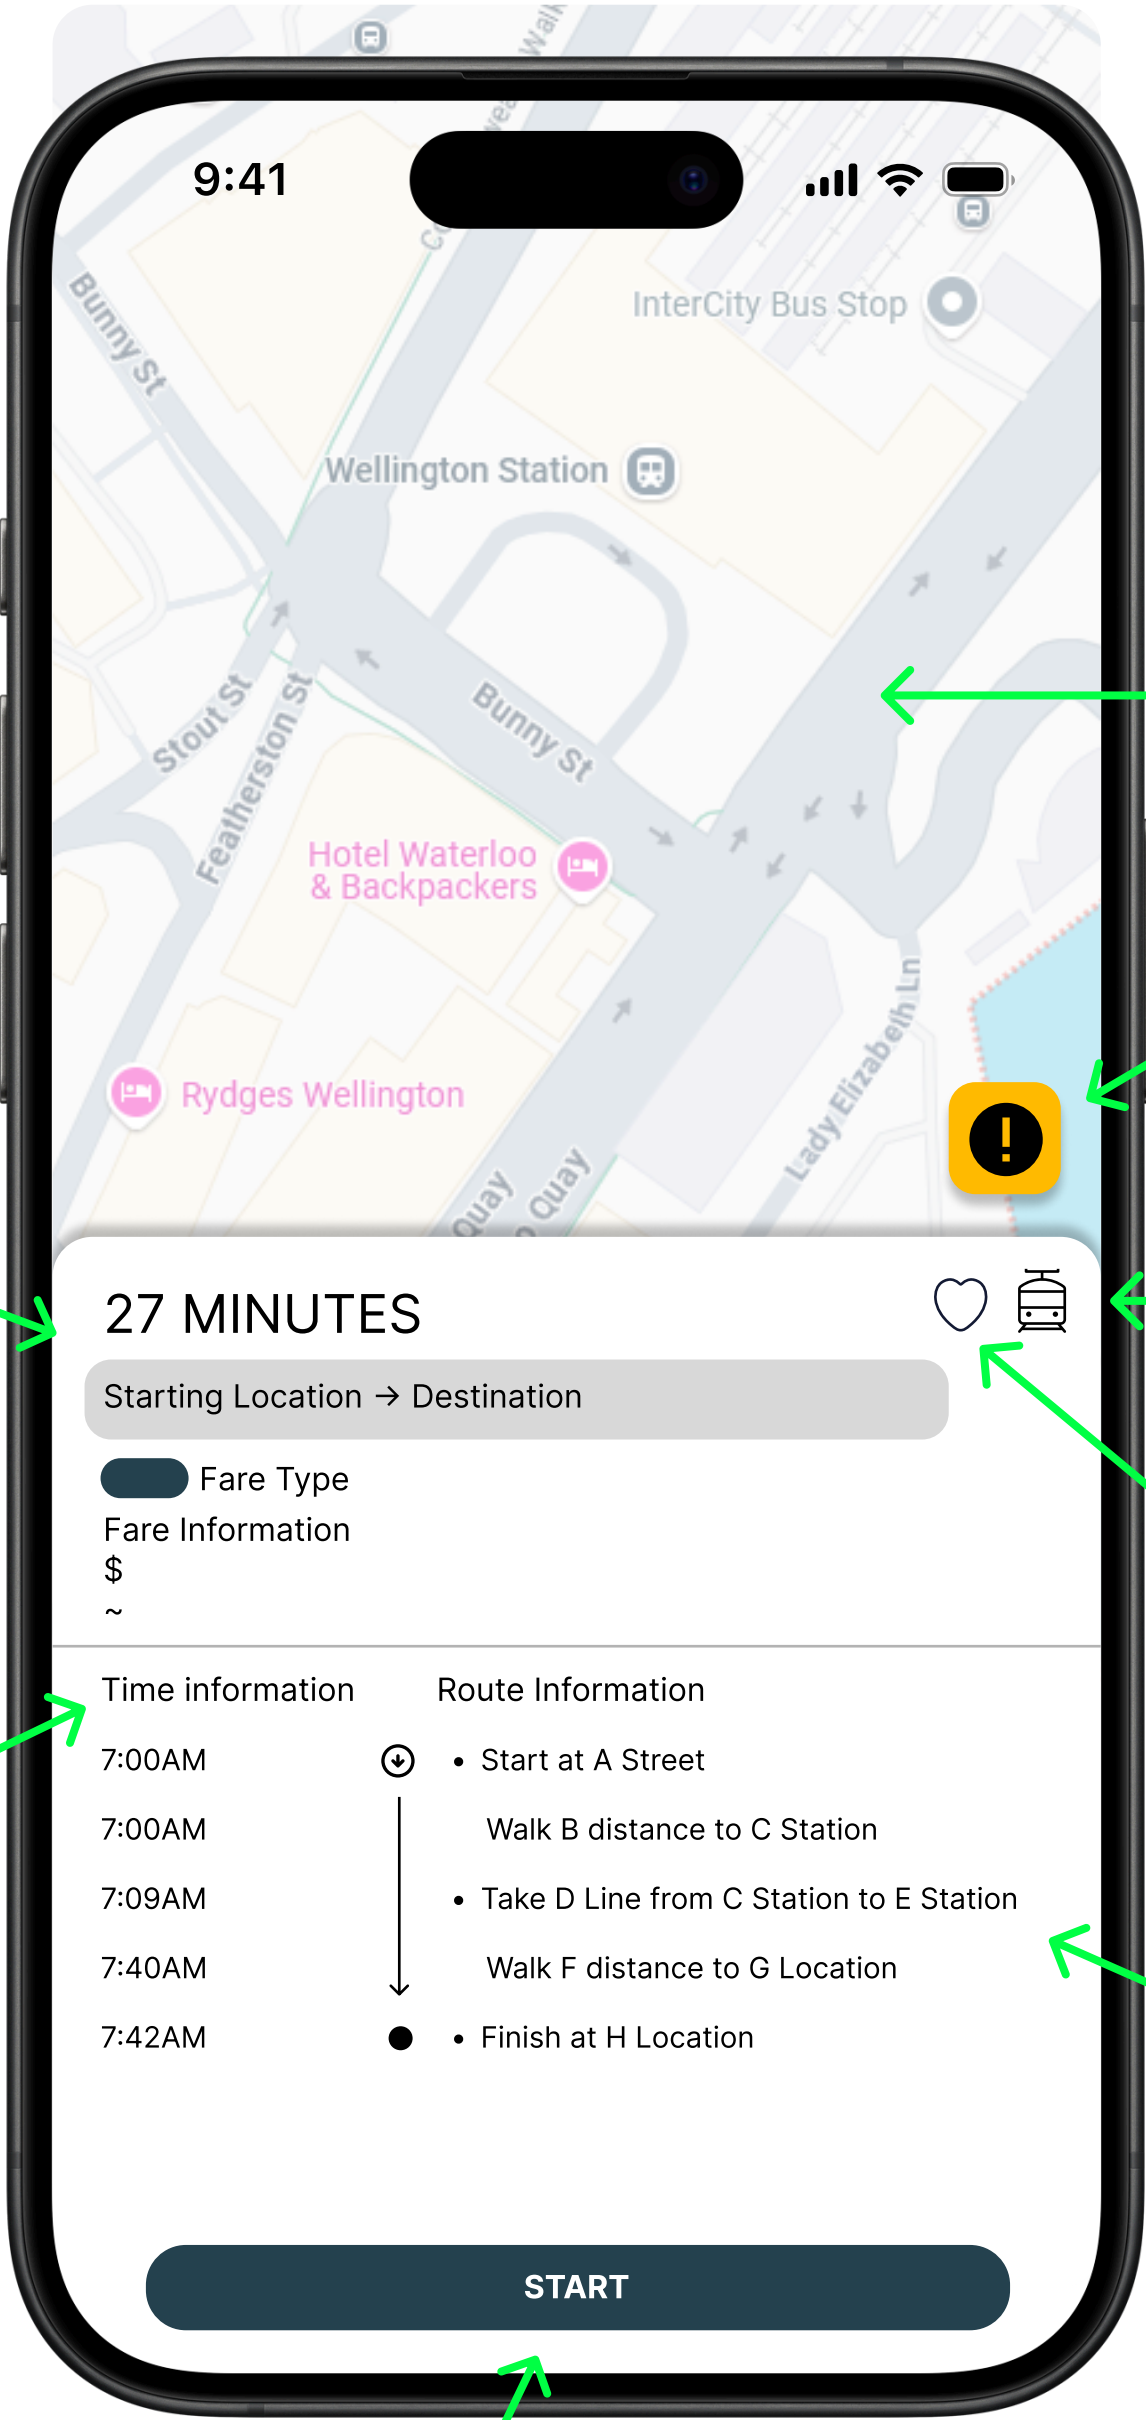 Walk
9:41
InterCity Bus Stop
Bunny St
Wellington Station
Bunny St
Stout St
Featherston St
Hotel Waterloo
& Backpackers
Lady Elizabeth Ln
Rydges Wellington
!
Quay
Quay
27 MINUTES
Starting Location → Destination
Fare Type
Fare Information
$
~
Time information Route Information
7:00AM • Start at A Street
7:00AM Walk B distance to C Station
7:09AM • Take D Line from C Station to E Station
7:40AM Walk F distance to G Location
7:42AM • Finish at H Location
START